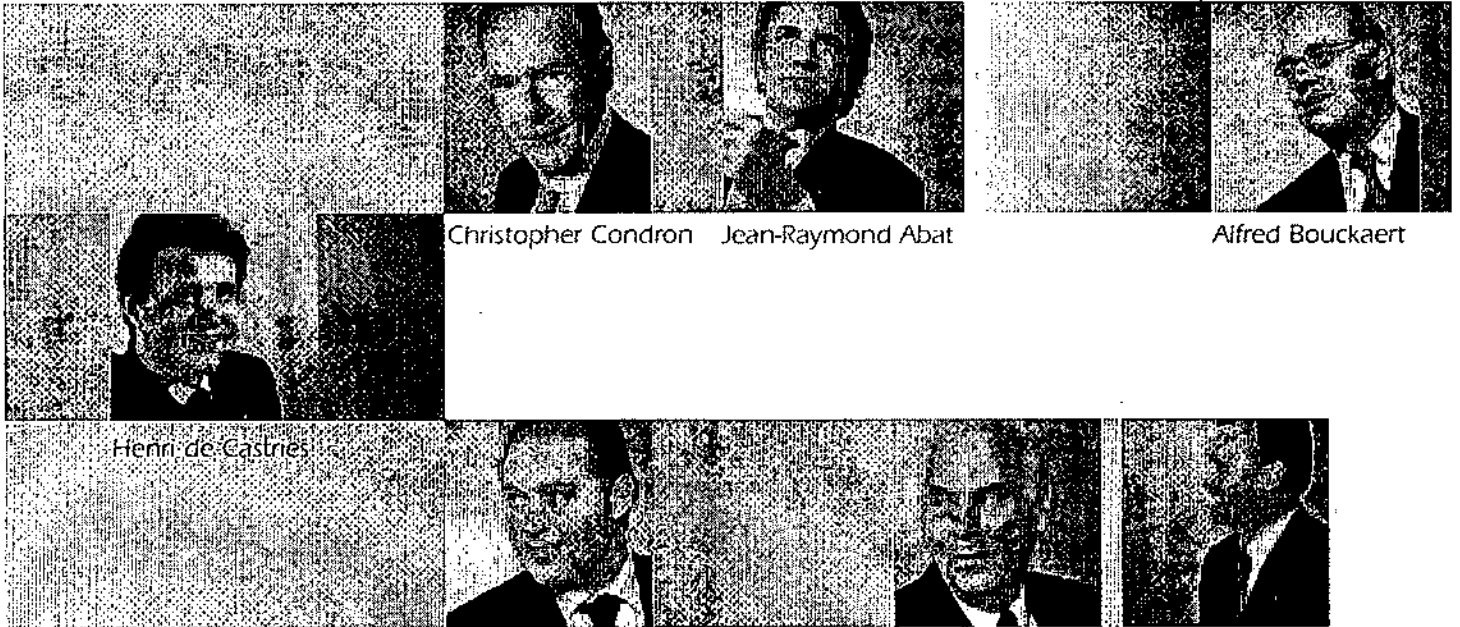 Christopher Condron
Jean-Raymond Abat
Alfred Bouckaert
Henri de Castries